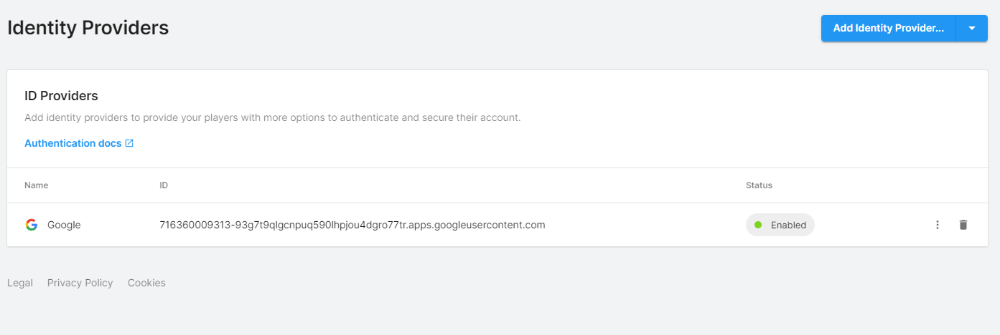 Identity Providers
Add Identity Provider...
ID Providers
Add identity providers to provide your players with more options to authenticate and secure their account.
Authentication docs
Name ID Status
Google 716360009313-93g7t9qlgcnpuq590lhpjou4dgro77tr.apps.googleusercontent.com Enabled
Legal Privacy Policy Cookies